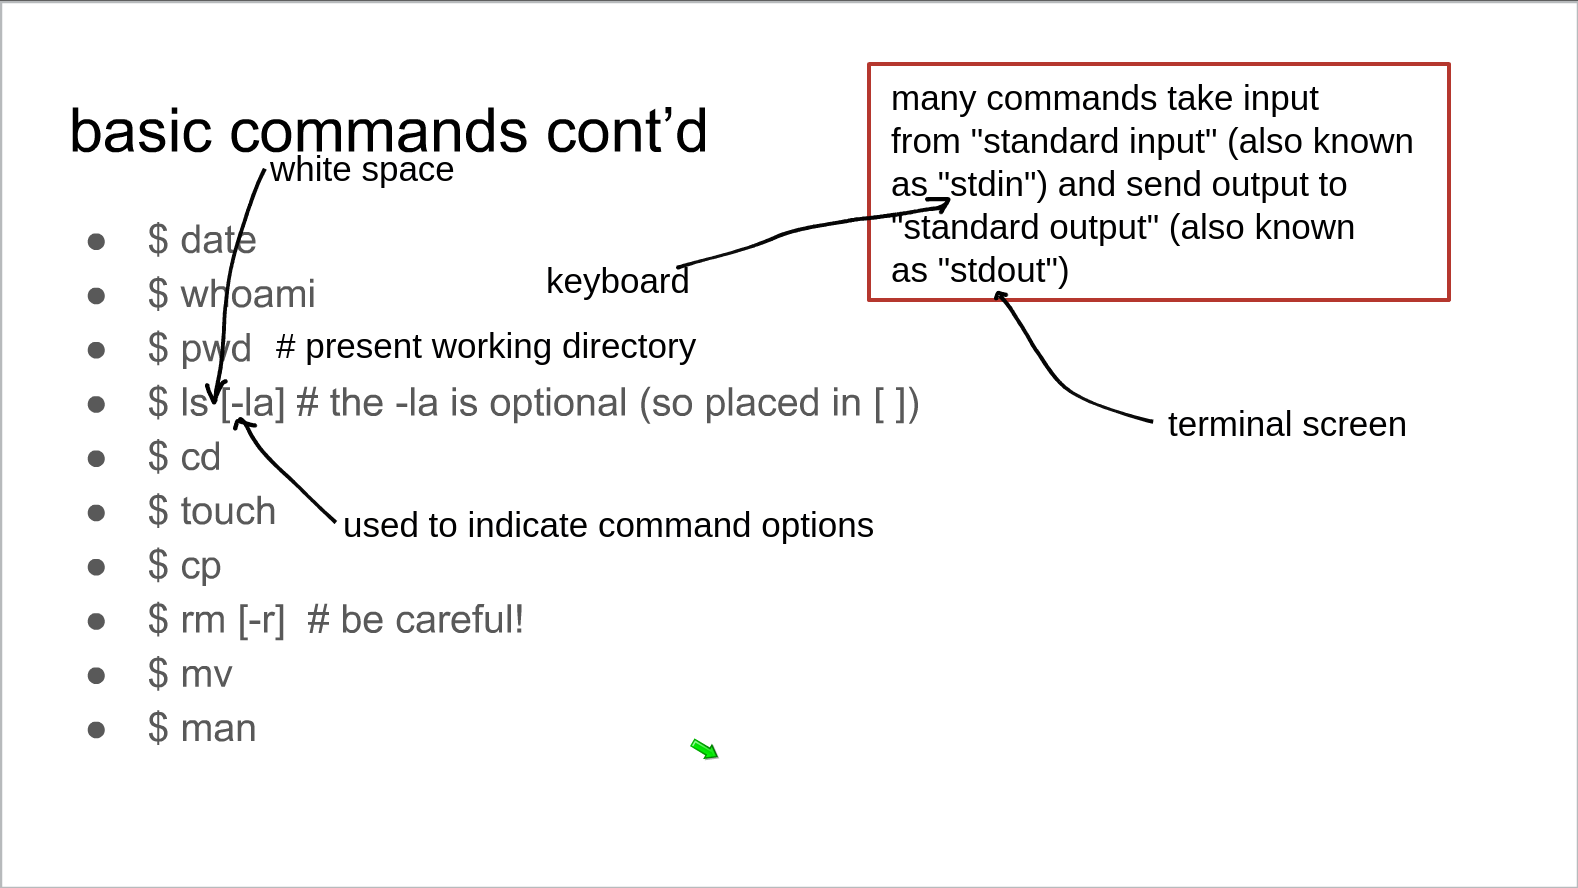 basic commands cont’d
many commands take input
from "standard input" (also known
as "stdin") and send output to
"standard output" (also known
as "stdout")
white space
● $ date
● $ whoami
keyboard
● $ pwd # present working directory
● $ ls [-la] # the -la is optional (so placed in [ ])
terminal screen
● $ cd
● $ touch
used to indicate command options
● $ cp
● $ rm [-r]  # be careful!
● $ mv
● $ man